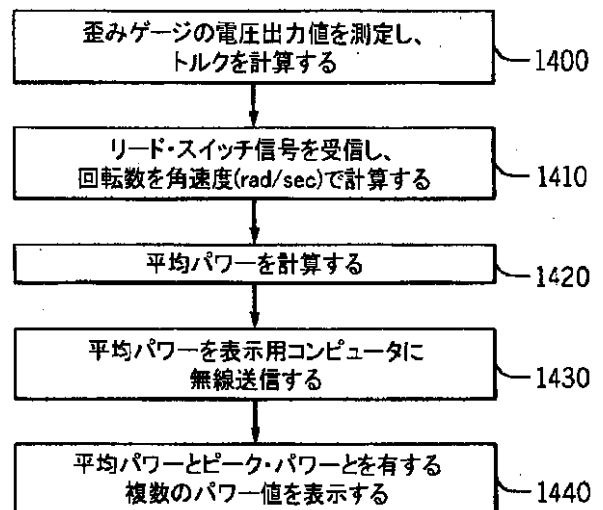 歪みゲージの電圧出力値を測定し、
トルクを計算する
1400
リード・スイッチ信号を受信し、
回転数を角速度(rad/sec)で計算する
1410
平均パワーを計算する
1420
平均パワーを表示用コンピュータに
無線送信する
1430
平均パワーとピーク・パワーとを有する
複数のパワー値を表示する
1440